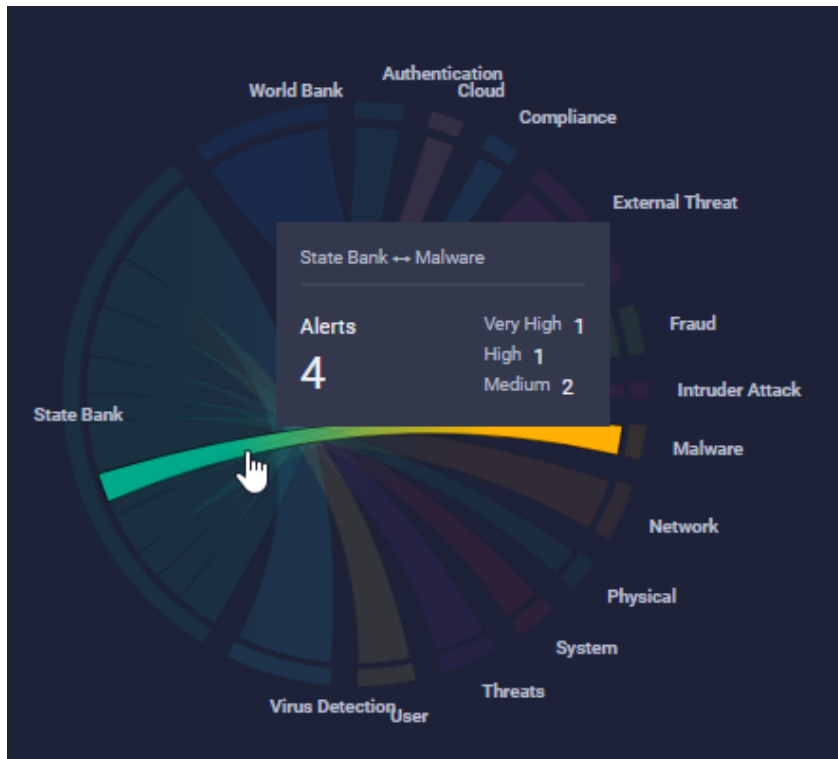 Authentication
World Bank
Cloud
Compliance
External Threat
State Bank ↔ Malware
Alerts
4
Very High 1
High 1
Medium 2
Fraud
Intruder Attack
State Bank
Malware
Network
Physical
System
Threats
Virus Detection
User